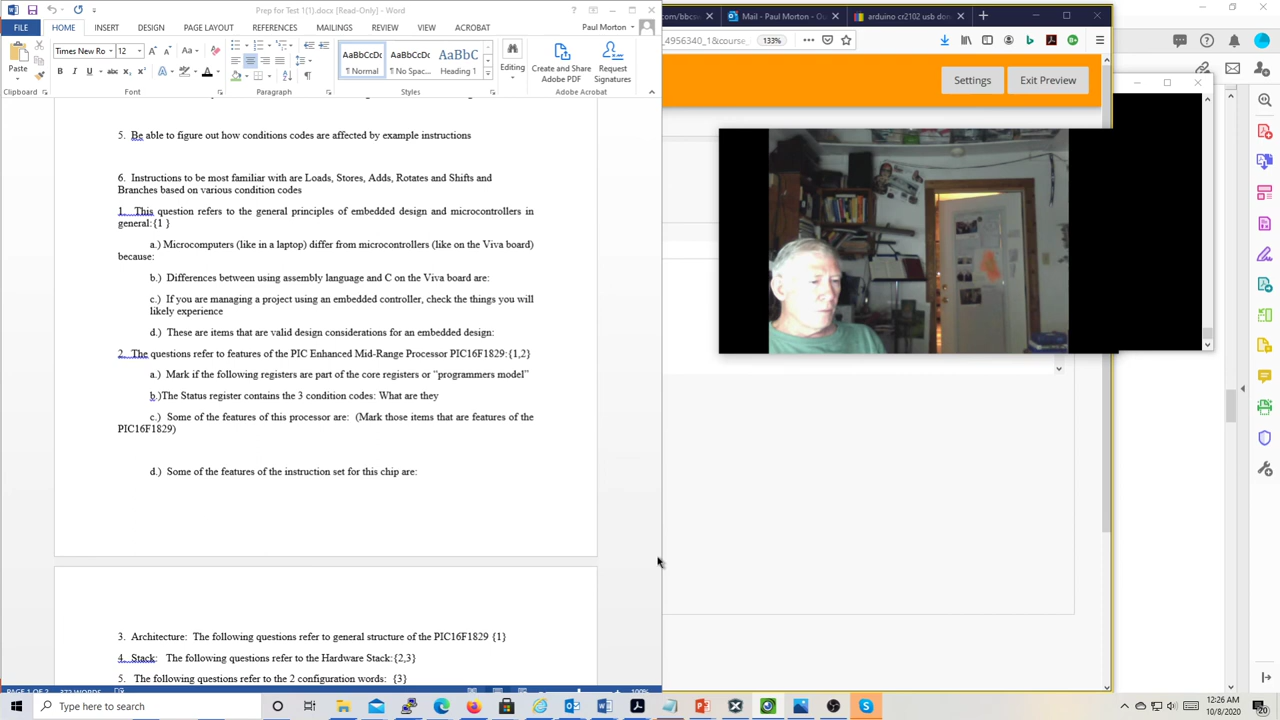 Prep for Test 1(1).docx [Read-Only] - Word
.com/bbcsw
Mail - Paul Morton - Ou
arduino cr2102 usb don
FILE HOME INSERT DESIGN PAGE LAYOUT REFERENCES MAILINGS REVIEW VIEW ACROBAT Paul Morton
_4956340_1&course_
133%
Times New Ro 12
Paste
AaBbCcDc AaBbCcDc AaBbC
¶ Normal ¶ No Spac... Heading 1
Editing
Create and Share
Adobe PDF
Request
Signatures
Clipboard Font Paragraph Styles Adobe Acrobat
Settings Exit Preview
5. Be able to figure out how conditions codes are affected by example instructions
6. Instructions to be most familiar with are Loads, Stores, Adds, Rotates and Shifts and
Branches based on various condition codes
1. This question refers to the general principles of embedded design and microcontrollers in
general:{1 }
a.) Microcomputers (like in a laptop) differ from microcontrollers (like on the Viva board)
because:
b.) Differences between using assembly language and C on the Viva board are:
c.) If you are managing a project using an embedded controller, check the things you will
likely experience
d.) These are items that are valid design considerations for an embedded design:
2. The questions refer to features of the PIC Enhanced Mid-Range Processor PIC16F1829:{1,2}
a.) Mark if the following registers are part of the core registers or "programmers model"
b.)The Status register contains the 3 condition codes: What are they
c.) Some of the features of this processor are: (Mark those items that are features of the
PIC16F1829)
d.) Some of the features of the instruction set for this chip are:
3. Architecture: The following questions refer to general structure of the PIC16F1829 {1}
4. Stack: The following questions refer to the Hardware Stack:{2,3}
5. The following questions refer to the 2 configuration words: {3}
PAGE 1 OF 2 372 WORDS
100%
Type here to search
12:26 AM
10/8/2020
20